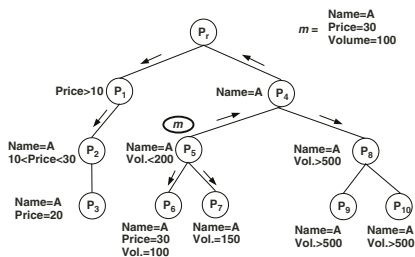 m =
Name=A
Price=30
Volume=100
Pr
Price>10
P1
Name=A
P4
m
Name=A
10<Price<30
P2
Name=A
Vol.<200
P5
Name=A
Vol.>500
P8
Name=A
Price=20
P3
P6
Name=A
Price=30
Vol.=100
P7
Name=A
Vol.=150
P9
Name=A
Vol.>500
P10
Name=A
Vol.>500